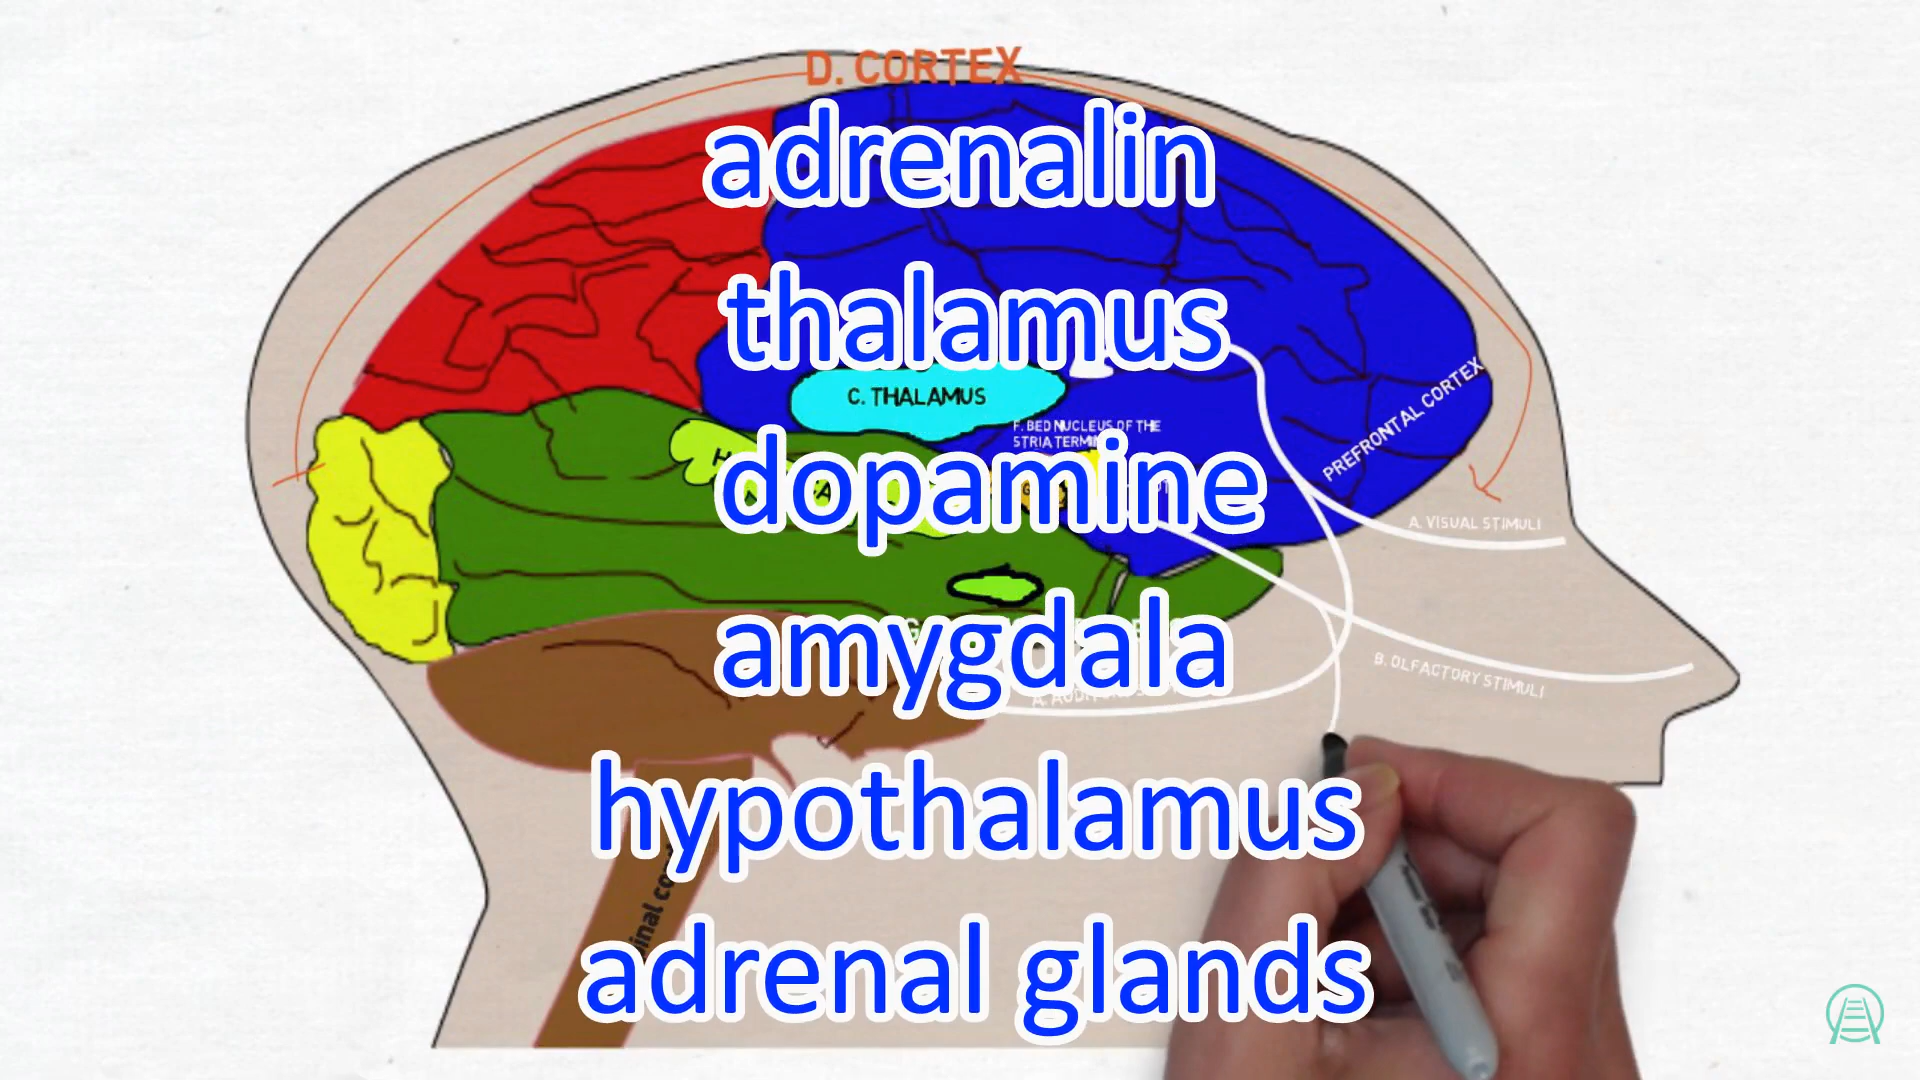 D. CORTEX
adrenalin
thalamus
C. THALAMUS
PREFRONTAL CORTEX
F. BED NUCLEUS OF THE
STRIA
dopamine
A. VISUAL STIMULI
amygdala
B. OLFACTORY STIMULI
hypothalamus
adrenal glands